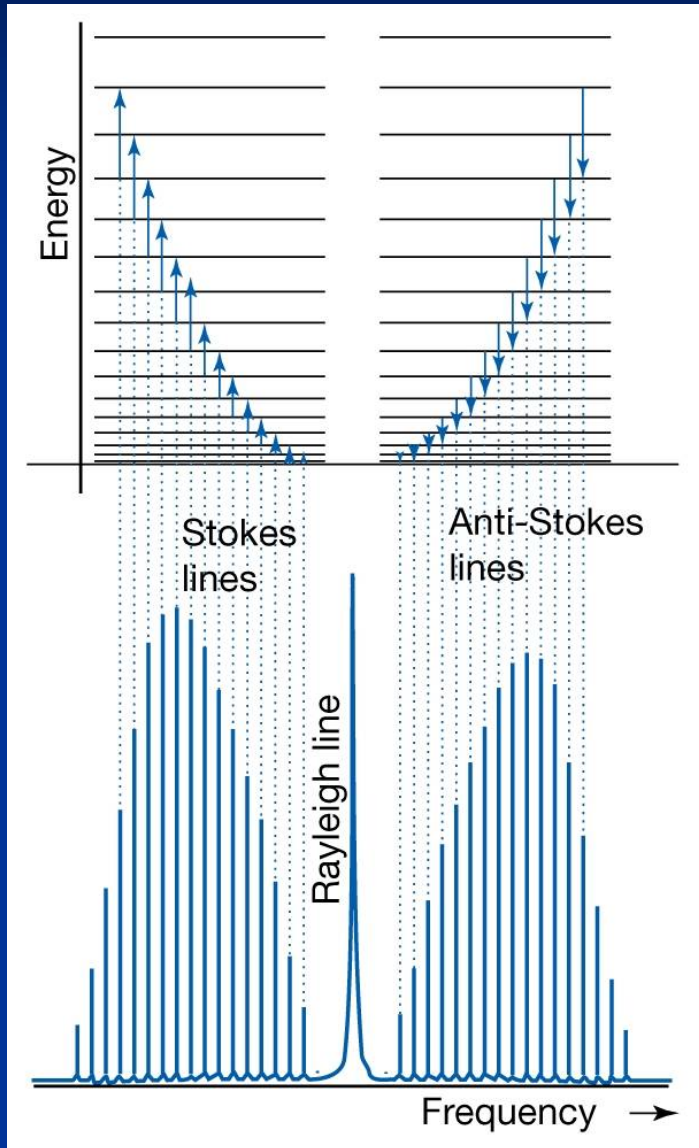 Energy
Stokes
lines
Anti-Stokes
lines
Rayleigh line
Frequency